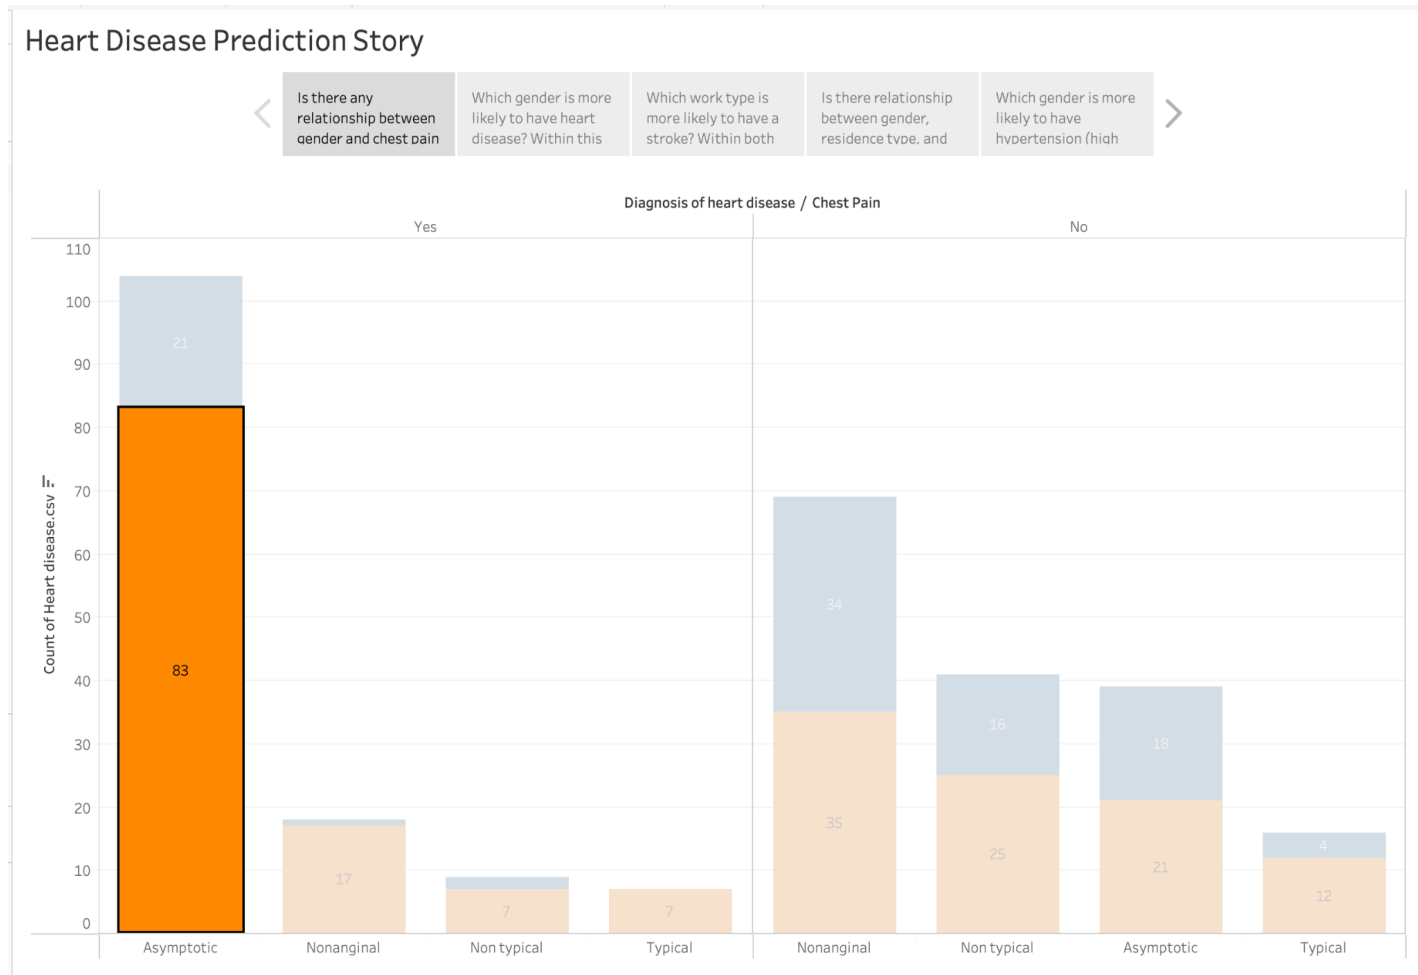 Heart Disease Prediction Story
Is there any
relationship between
gender and chest pain
Which gender is more
likely to have heart
disease? Within this
Which work type is
more likely to have a
stroke? Within both
Is there relationship
between gender,
residence type, and
Which gender is more
likely to have
hypertension (high
Diagnosis of heart disease / Chest Pain
Yes
No
Count of Heart disease.csv
110
100
90
80
70
60
50
40
30
20
10
0
21
83
17
7
7
34
35
16
25
18
21
4
12
Asymptotic
Nonanginal
Non typical
Typical
Nonanginal
Non typical
Asymptotic
Typical